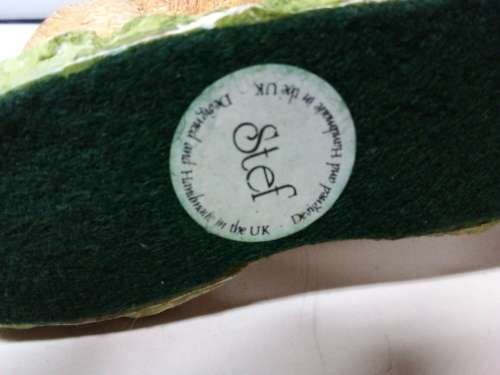 Stef
Designed and Handmade in the UK · Designed and Handmade in the UK ·